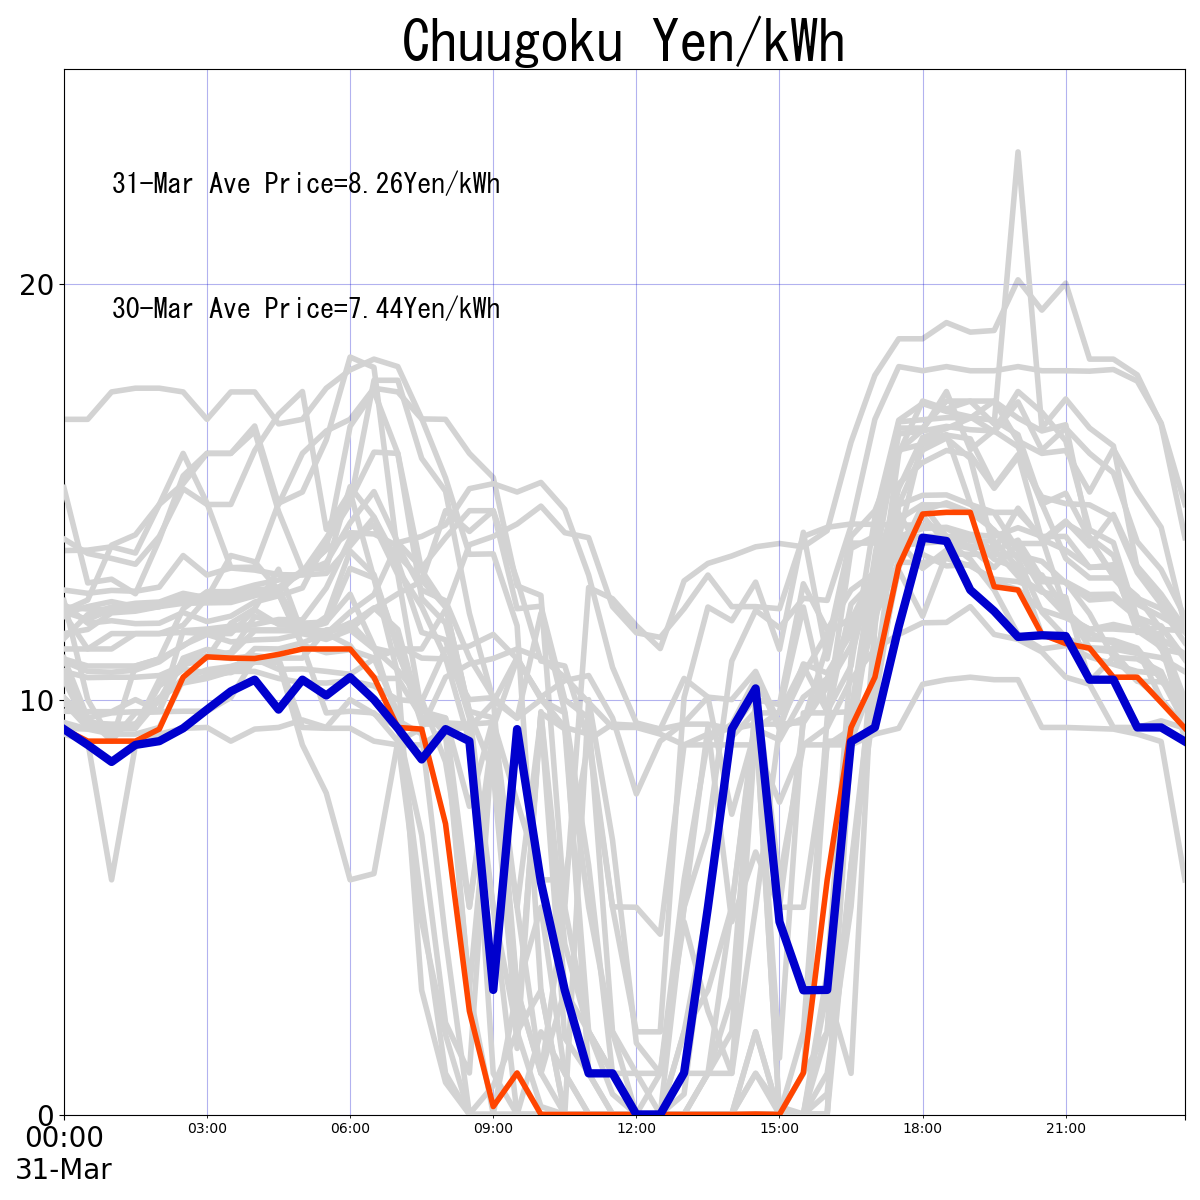 Chuugoku Yen/kWh
31-Mar Ave Price=8.26Yen/kWh
30-Mar Ave Price=7.44Yen/kWh
20
10
0
00:00 03:00 06:00 09:00 12:00 15:00 18:00 21:00
31-Mar